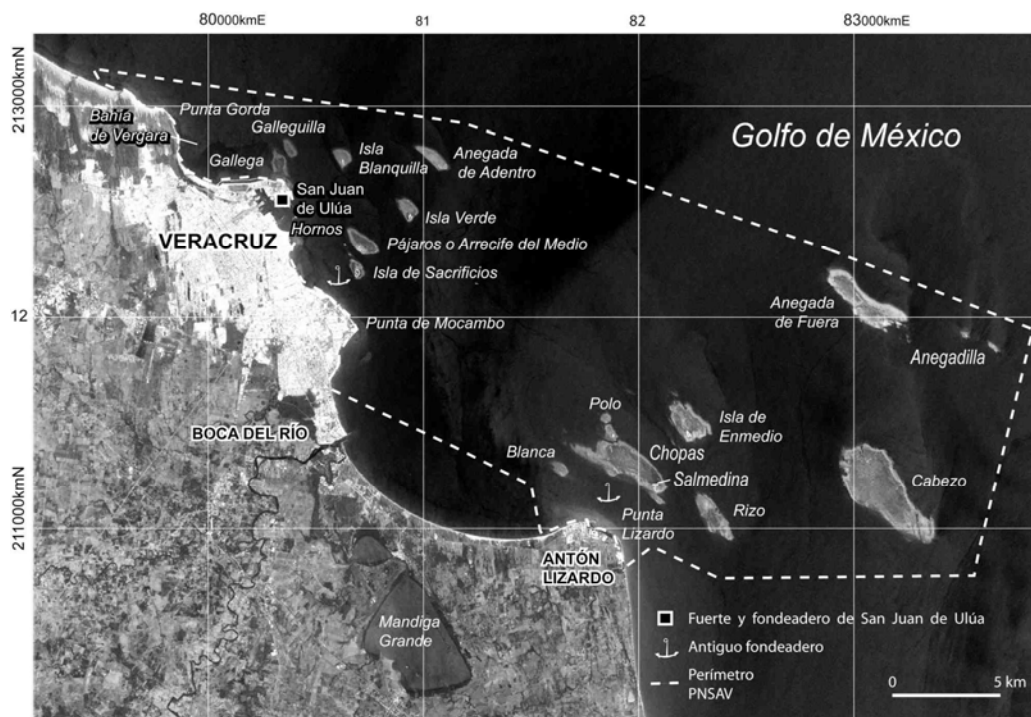 80000kmE
81
82
83000kmE
213000kmN
12
211000kmN
Golfo de México
Punta Gorda
Bahía
de Vergara
Galleguilla
Gallega
Isla
Blanquilla
Anegada
de Adentro
San Juan
de Ulúa
Hornos
VERACRUZ
Isla Verde
Pájaros o Arrecife del Medio
Isla de Sacrificios
Punta de Mocambo
Anegada
de Fuera
Anegadilla
BOCA DEL RÍO
Polo
Isla de
Enmedio
Blanca
Chopas
Salmedina
Cabezo
Punta
Lizardo
Rizo
ANTÓN
LIZARDO
Mandiga
Grande
Fuerte y fondeadero de San Juan de Ulúa
Antiguo fondeadero
Perímetro
PNSAV
0 5 km